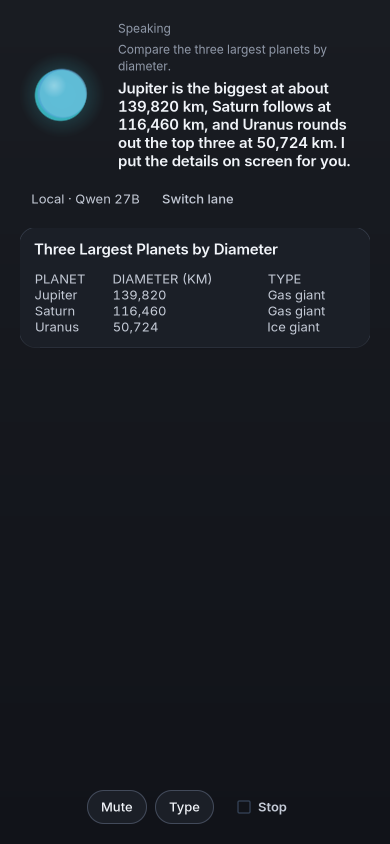 Speaking
Compare the three largest planets by
diameter.
Jupiter is the biggest at about
139,820 km, Saturn follows at
116,460 km, and Uranus rounds
out the top three at 50,724 km. I
put the details on screen for you.
Local · Qwen 27B Switch lane
Three Largest Planets by Diameter
PLANET DIAMETER (KM) TYPE
Jupiter 139,820 Gas giant
Saturn 116,460 Gas giant
Uranus 50,724 Ice giant
Mute Type Stop